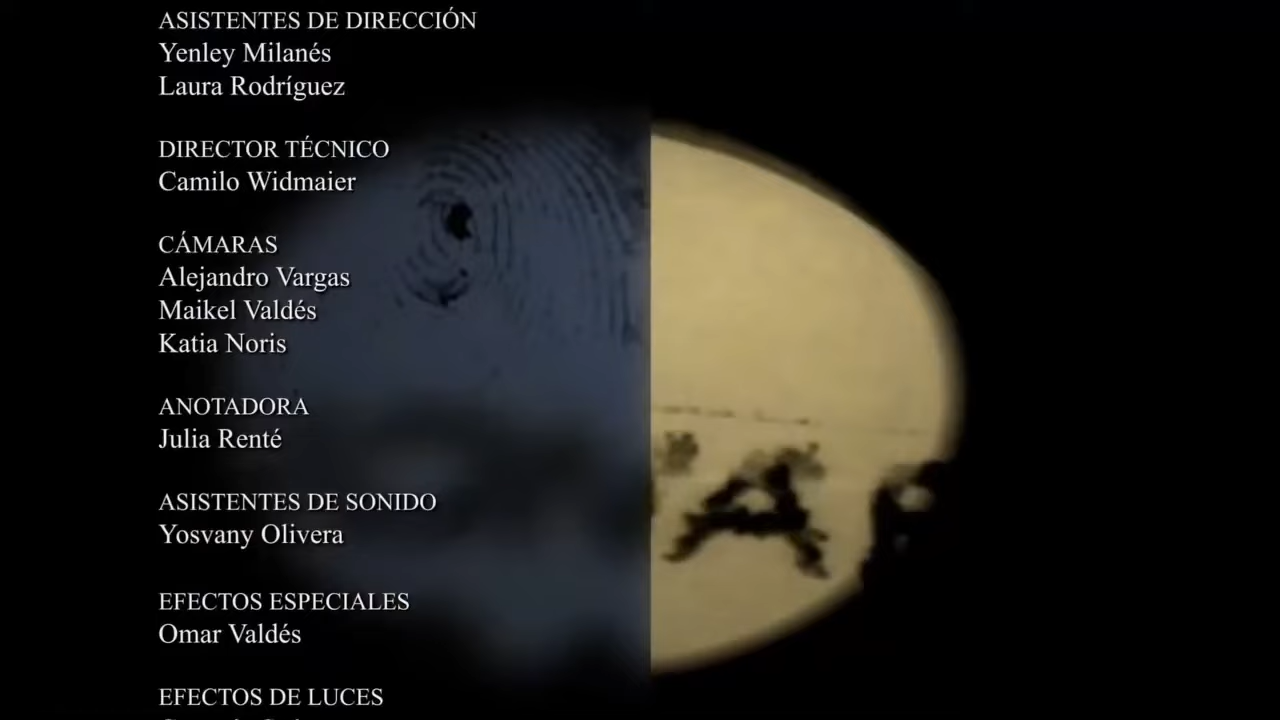 ASISTENTES DE DIRECCIÓN
Yenley Milanés
Laura Rodríguez
DIRECTOR TÉCNICO
Camilo Widmaier
CÁMARAS
Alejandro Vargas
Maikel Valdés
Katia Noris
ANOTADORA
Julia Renté
ASISTENTES DE SONIDO
Yosvany Olivera
EFECTOS ESPECIALES
Omar Valdés
EFECTOS DE LUCES